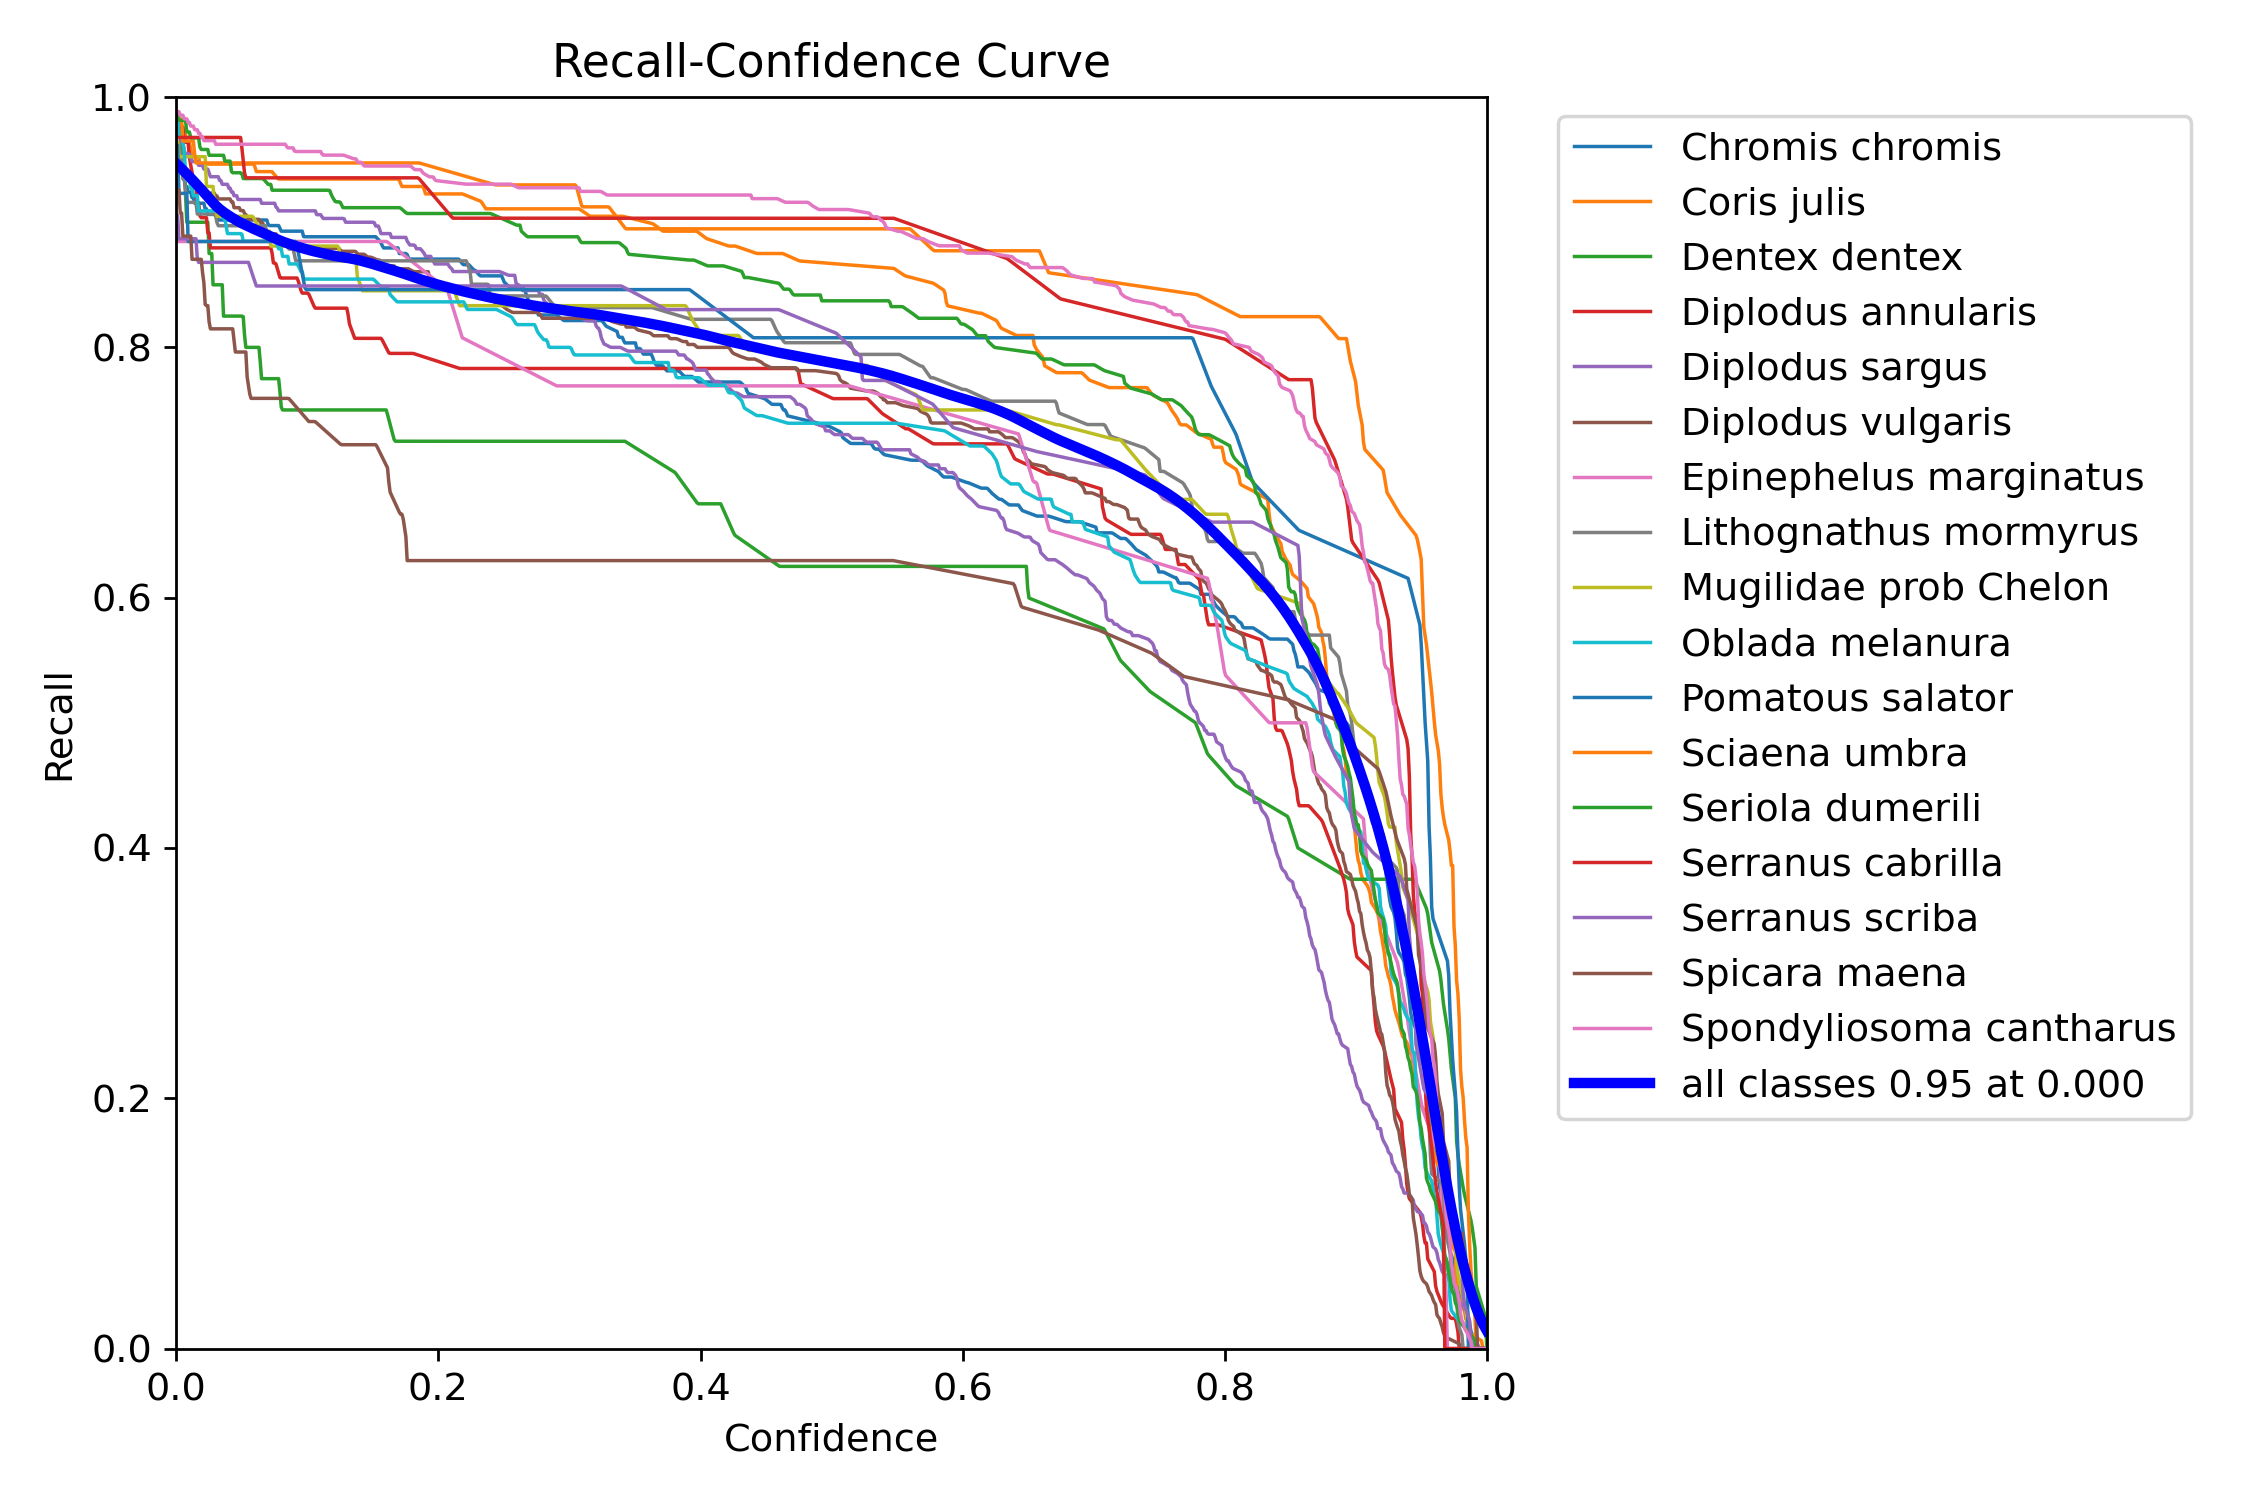 Recall-Confidence Curve
1.0
0.8
0.6
0.4
0.2
0.0
Recall
0.0 0.2 0.4 0.6 0.8 1.0
Confidence
Chromis chromis
Coris julis
Dentex dentex
Diplodus annularis
Diplodus sargus
Diplodus vulgaris
Epinephelus marginatus
Lithognathus mormyrus
Mugilidae prob Chelon
Oblada melanura
Pomatous salator
Sciaena umbra
Seriola dumerili
Serranus cabrilla
Serranus scriba
Spicara maena
Spondyliosoma cantharus
all classes 0.95 at 0.000